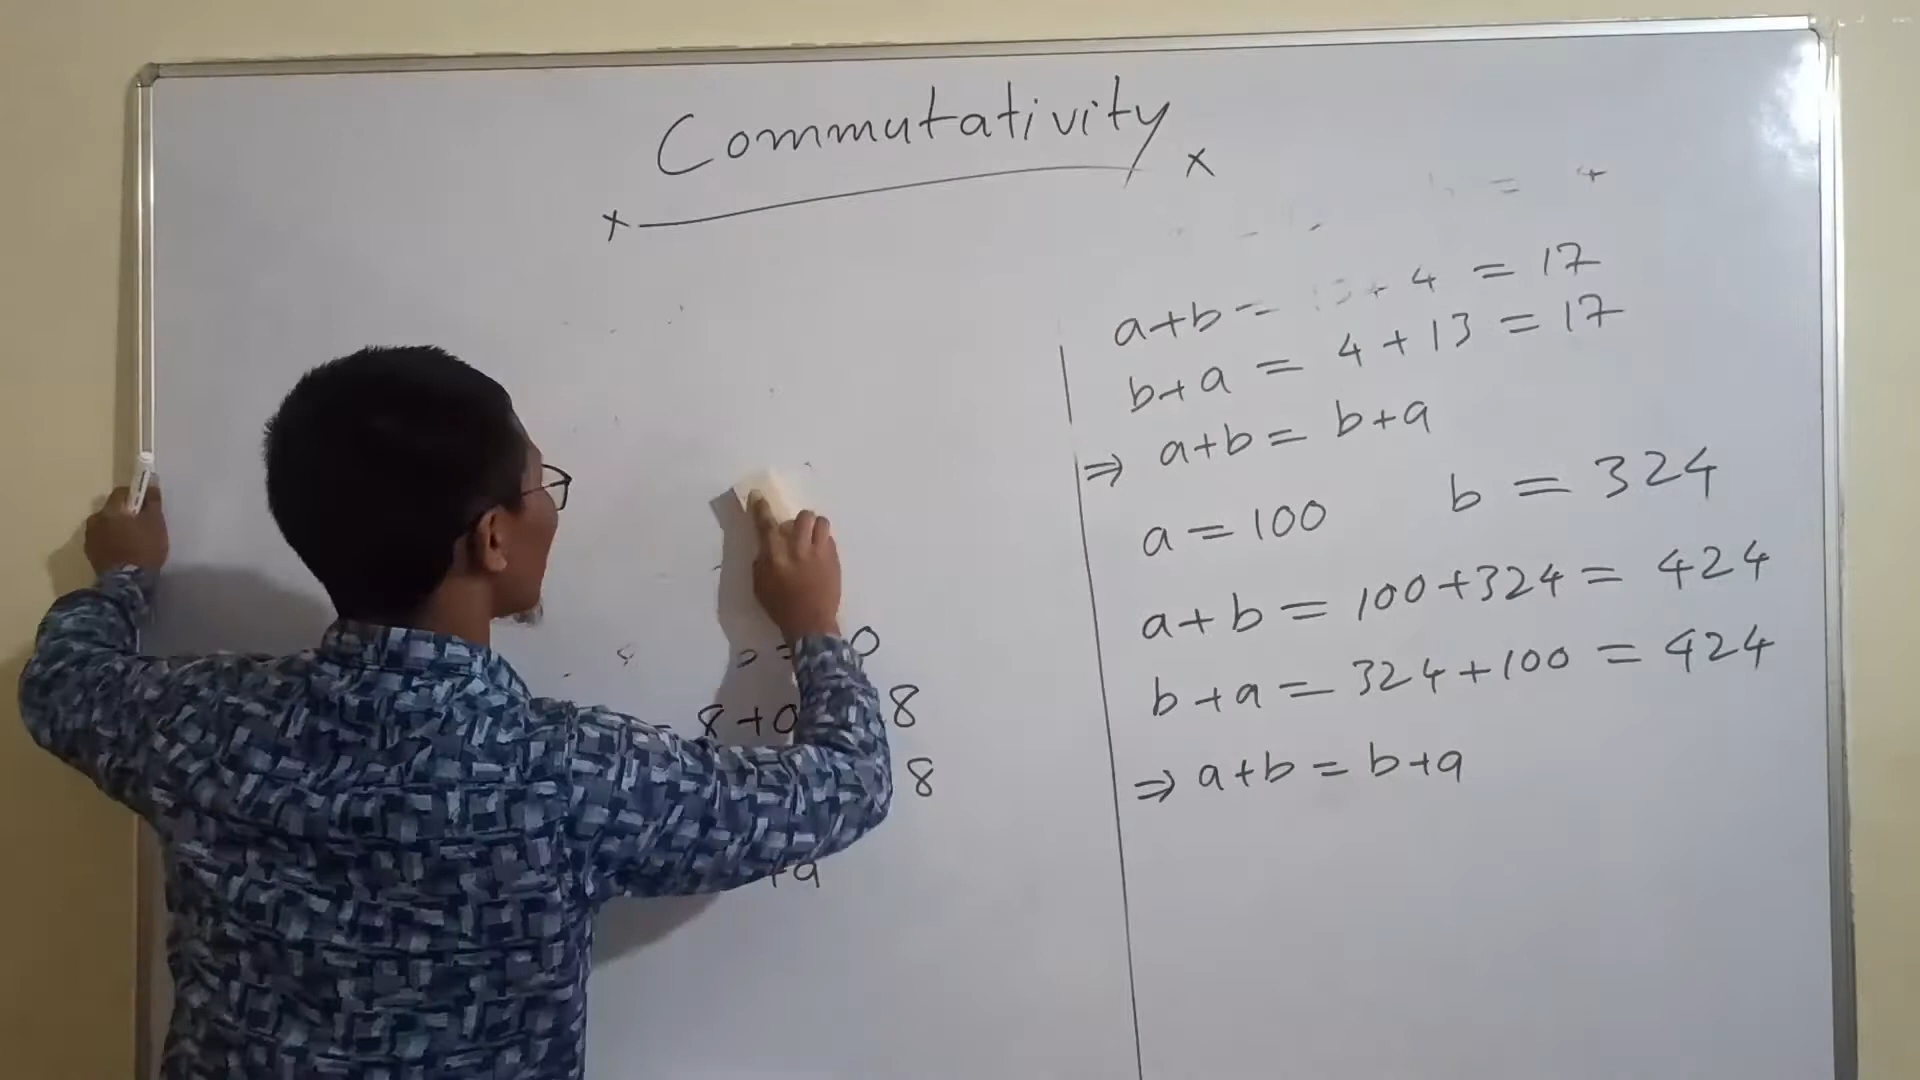 Commutativity
= 0
= 8+0 8
8
+a
= +
a+b = 13+4 = 17
b+a = 4+13 = 17
⇒ a+b = b+a
a = 100 b = 324
a+b = 100+324 = 424
b+a = 324+100 = 424
⇒ a+b = b+a